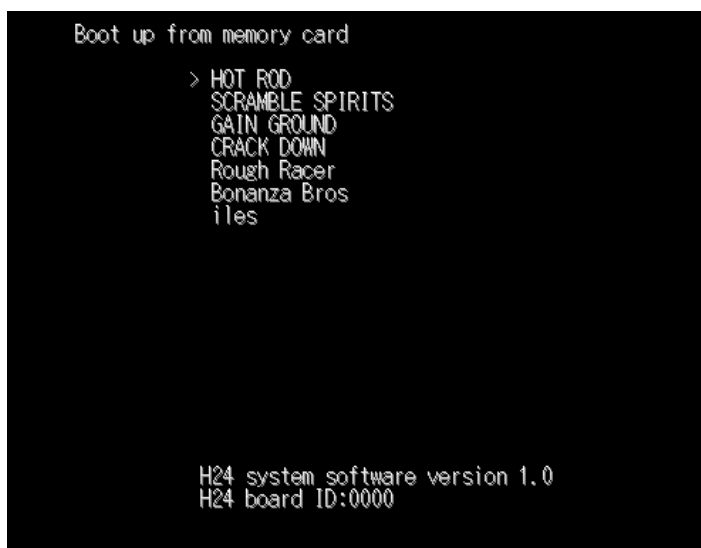 Boot up from memory card
> HOT ROD
SCRAMBLE SPIRITS
GAIN GROUND
CRACK DOWN
Rough Racer
Bonanza Bros
iles
H24 system software version 1.0
H24 board ID:0000